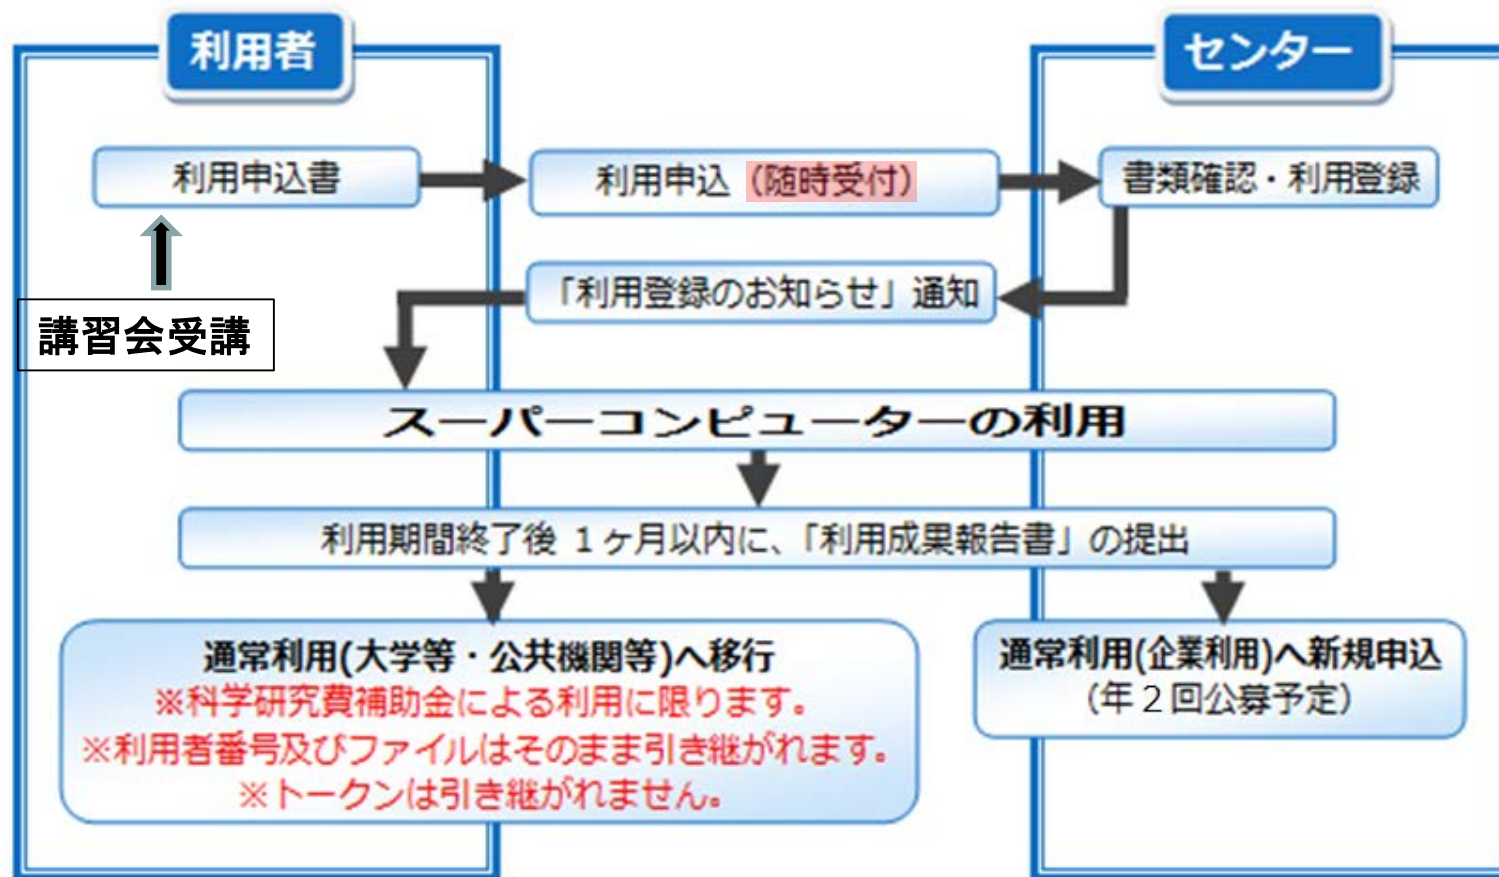 利用者
センター
利用申込書
利用申込（随時受付）
書類確認・利用登録
「利用登録のお知らせ」通知
講習会受講
スーパーコンピューターの利用
利用期間終了後 1ヶ月以内に、「利用成果報告書」の提出
通常利用(大学等・公共機関等)へ移行
※科学研究費補助金による利用に限ります。
※利用者番号及びファイルはそのまま引き継がれます。
※トークンは引き継がれません。
通常利用(企業利用)へ新規申込
（年２回公募予定）